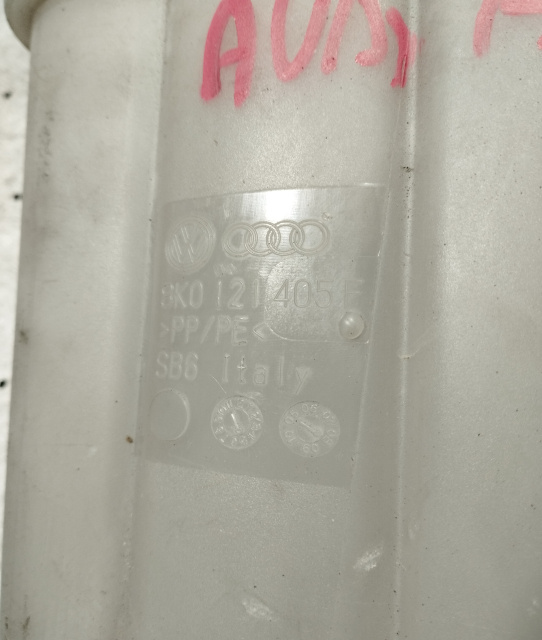 AUDI
8K0 121 405 F
>PP/PE<
SB6 Italy